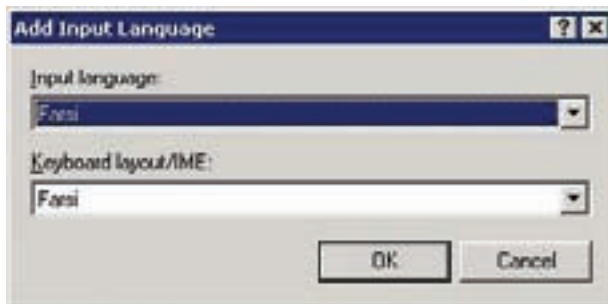 Add Input Language
Input language:
Farsi
Keyboard layout/IME:
Farsi
OK Cancel